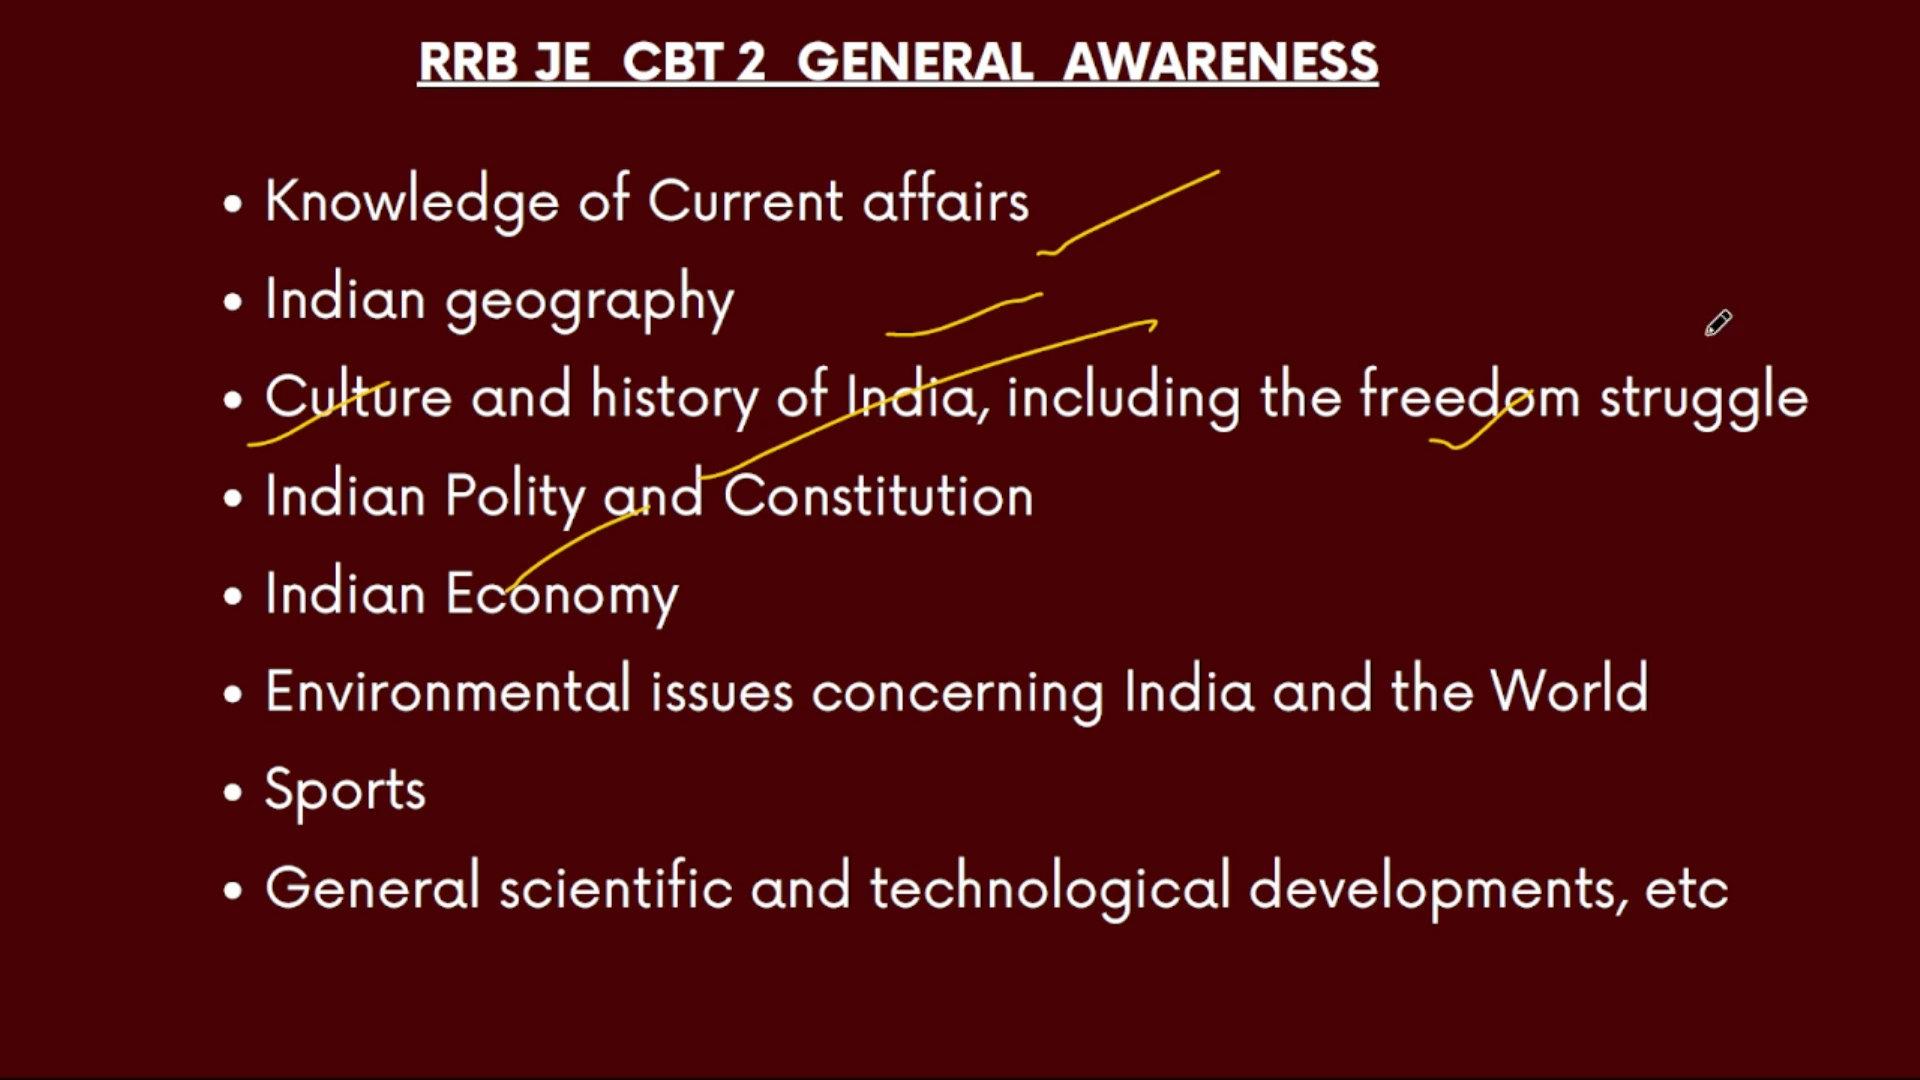 RRB JE CBT 2 GENERAL AWARENESS
• Knowledge of Current affairs
• Indian geography
• Culture and history of India, including the freedom struggle
• Indian Polity and Constitution
• Indian Economy
• Environmental issues concerning India and the World
• Sports
• General scientific and technological developments, etc